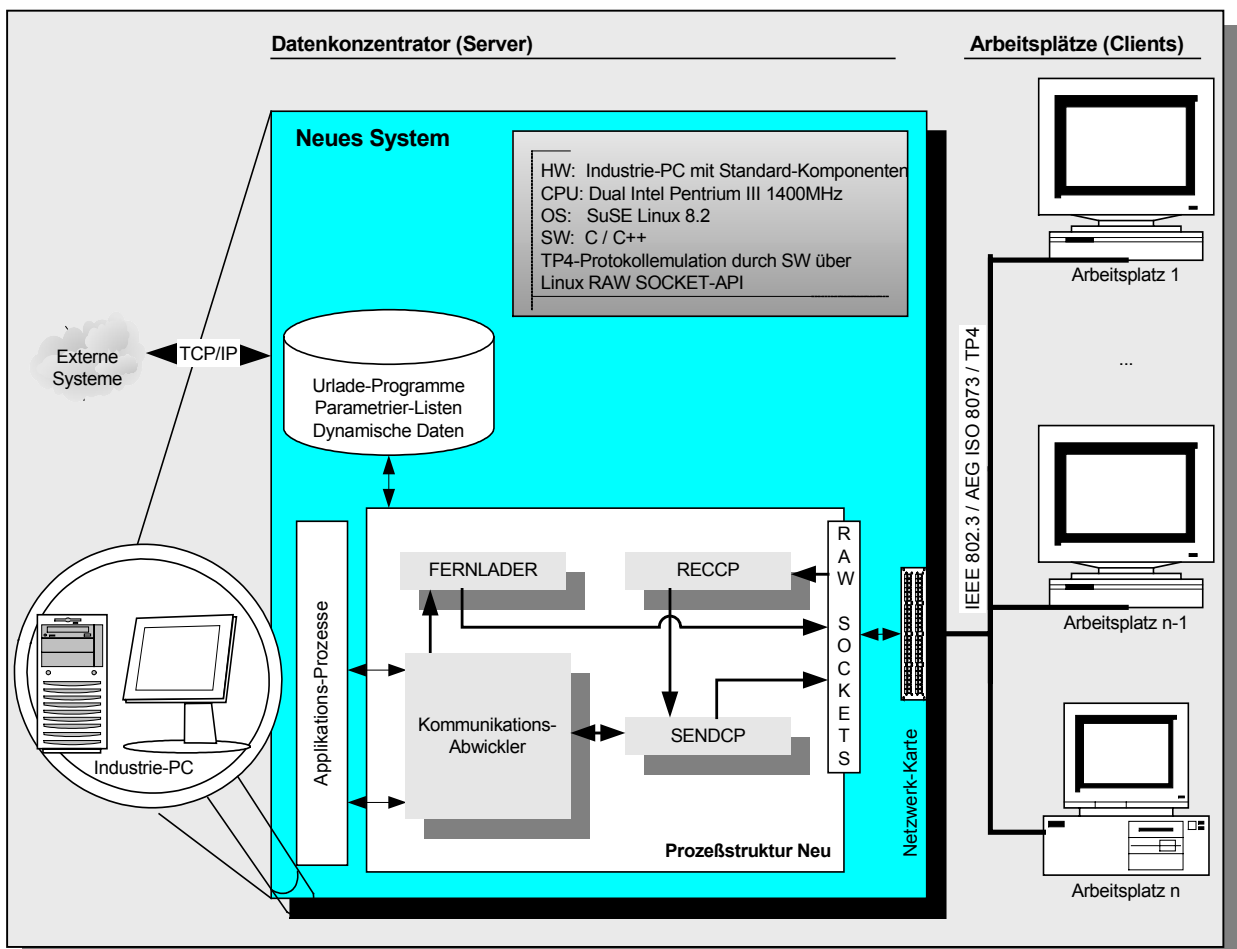 Datenkonzentrator (Server)
Arbeitsplätze (Clients)
Neues System
HW: Industrie-PC mit Standard-Komponenten
CPU: Dual Intel Pentrium III 1400MHz
OS: SuSE Linux 8.2
SW: C / C++
TP4-Protokollemulation durch SW über
Linux RAW SOCKET-API
Arbeitsplatz 1
Externe
Systeme
TCP/IP
Urlade-Programme
Parametrier-Listen
Dynamische Daten
...
IEEE 802.3 / AEG ISO 8073 / TP4
Arbeitsplatz n-1
Applikations-Prozesse
FERNLADER
RECCP
RAW SOCKETS
Kommunikations-
Abwickler
SENDCP
Netzwerk-Karte
Industrie-PC
Prozeßstruktur Neu
Arbeitsplatz n